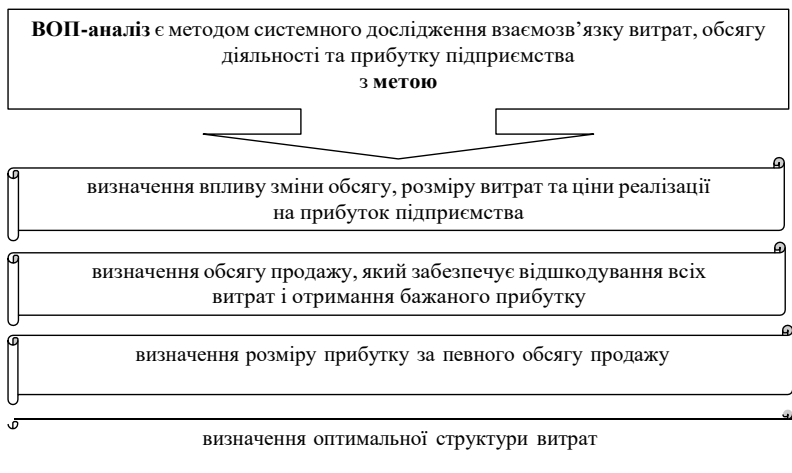 ВОП-аналіз є методом системного дослідження взаємозв’язку витрат, обсягу
діяльності та прибутку підприємства
з метою
визначення впливу зміни обсягу, розміру витрат та ціни реалізації
на прибуток підприємства
визначення обсягу продажу, який забезпечує відшкодування всіх
витрат і отримання бажаного прибутку
визначення розміру прибутку за певного обсягу продажу
визначення оптимальної структури витрат